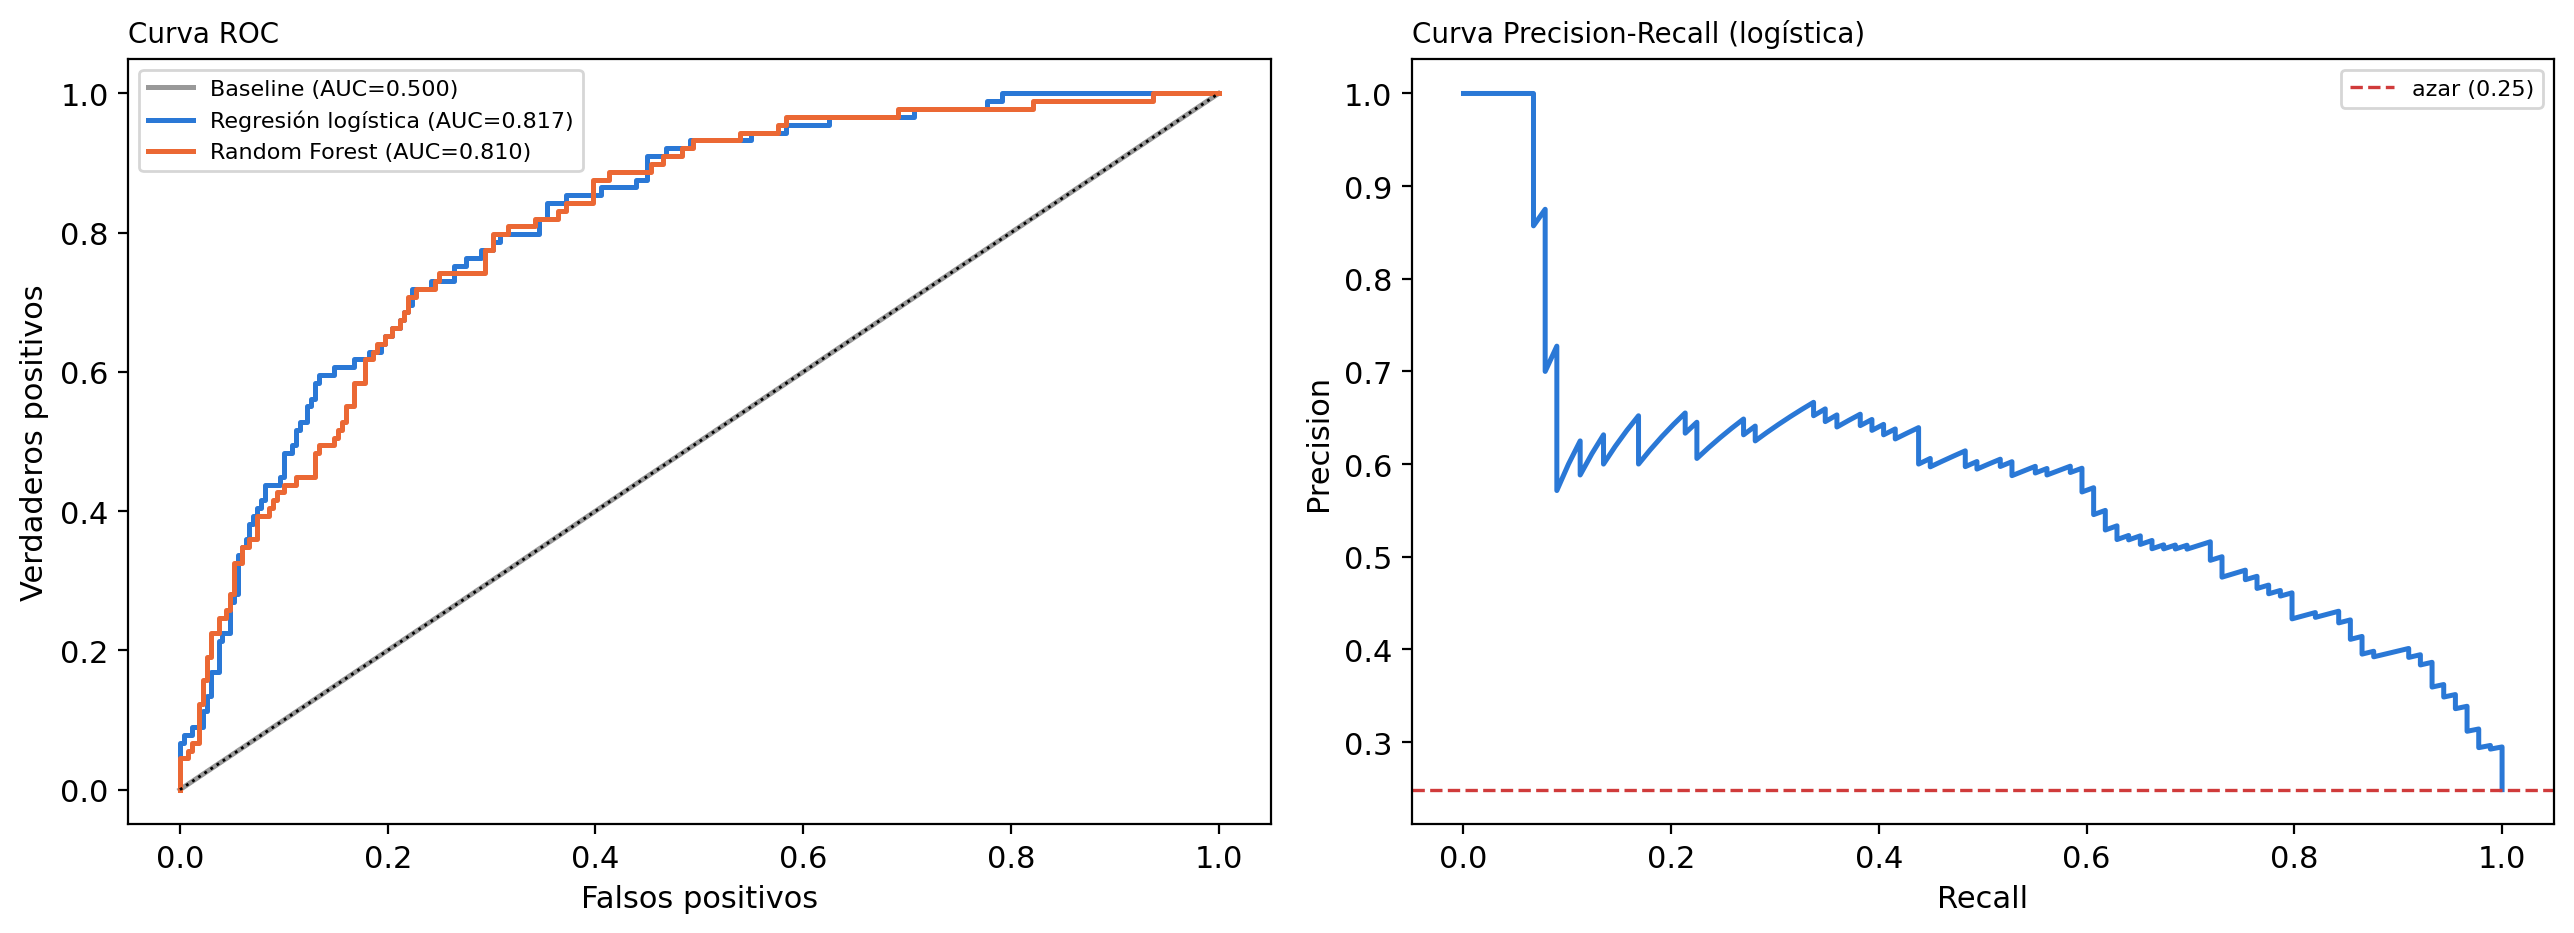 Curva ROC
Baseline (AUC=0.500)
Regresión logística (AUC=0.817)
Random Forest (AUC=0.810)
1.0
0.8
0.6
0.4
0.2
0.0
Verdaderos positivos
0.0 0.2 0.4 0.6 0.8 1.0
Falsos positivos
Curva Precision-Recall (logística)
azar (0.25)
1.0
0.9
0.8
0.7
0.6
0.5
0.4
0.3
Precision
0.0 0.2 0.4 0.6 0.8 1.0
Recall